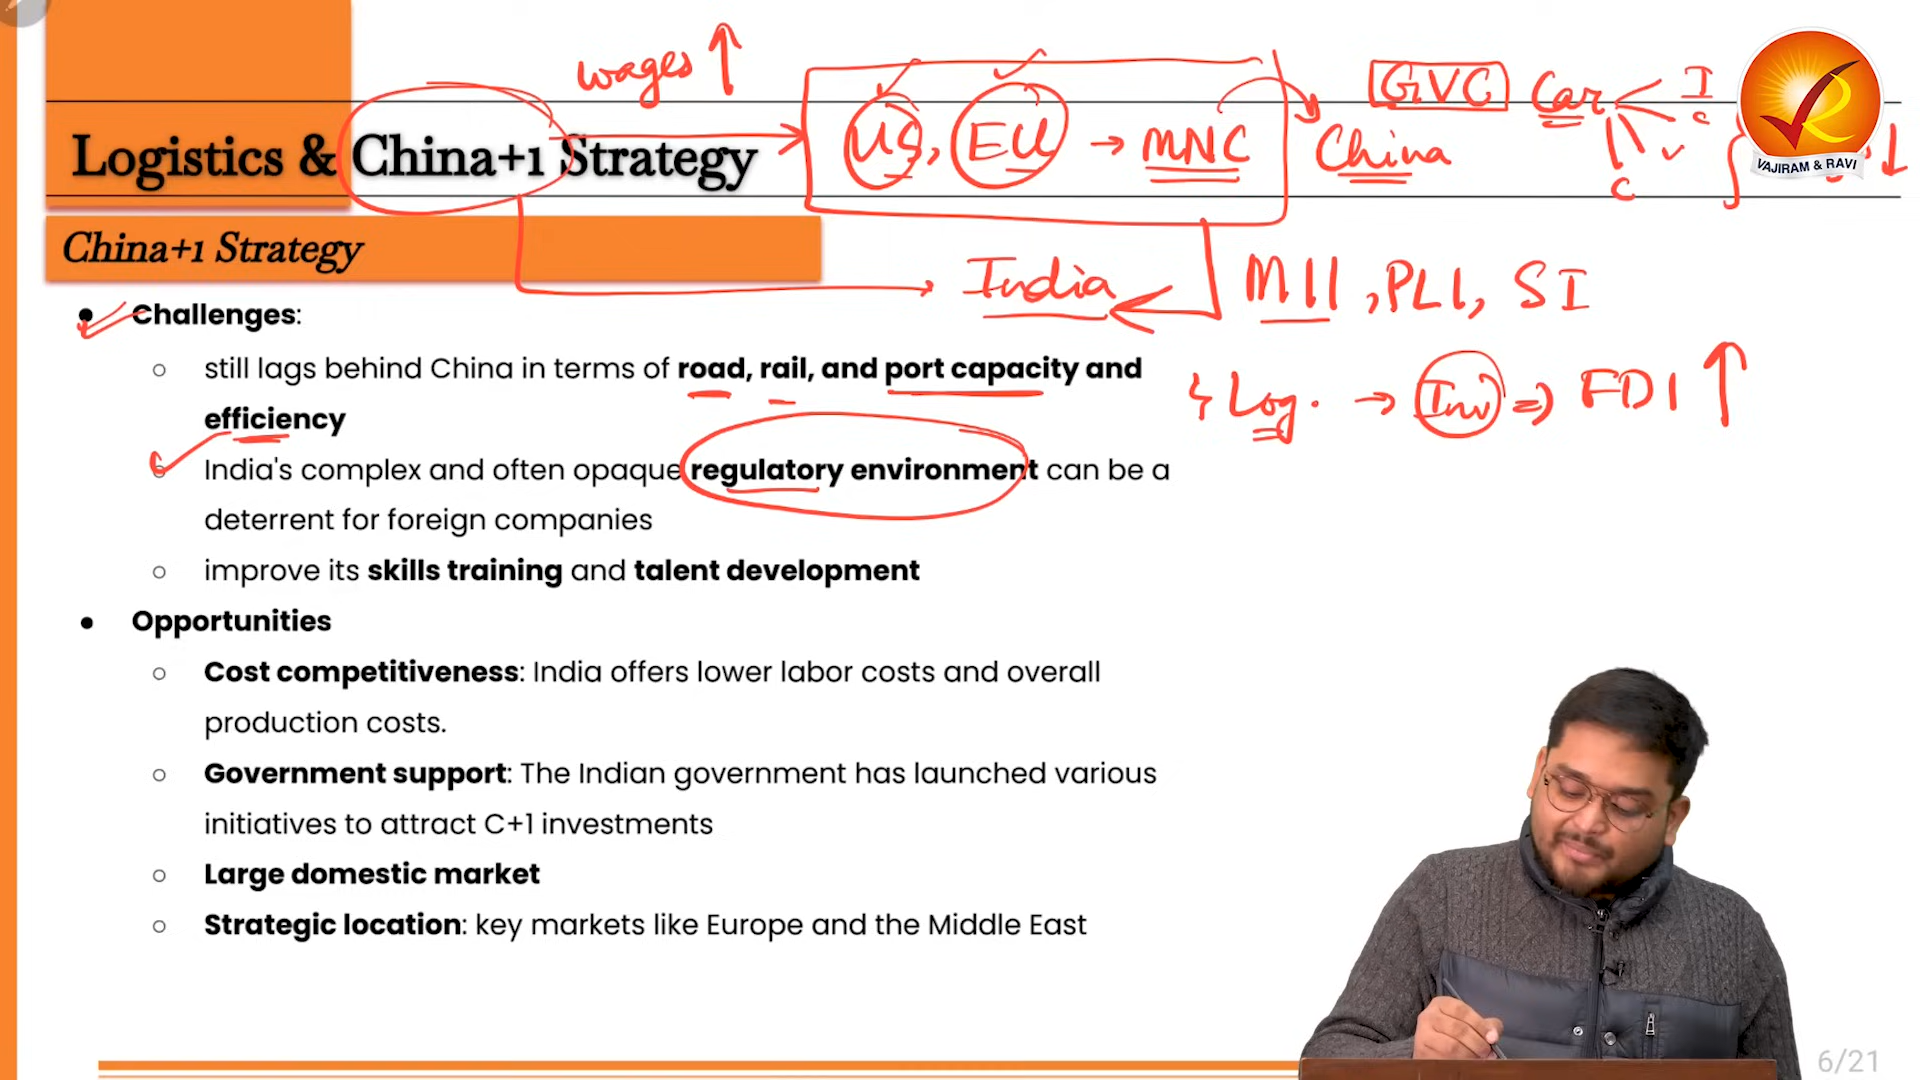 wages ↑
US, EU → MNC
GVC Car
I
c
v
c
China
VAJIRAM & RAVI
Logistics & China+1 Strategy
China+1 Strategy
India
MII, PLI, SI
Log. → Inv ⇒ FDI ↑
● Challenges:
○ still lags behind China in terms of road, rail, and port capacity and
efficiency
○ India's complex and often opaque regulatory environment can be a
deterrent for foreign companies
○ improve its skills training and talent development
● Opportunities
○ Cost competitiveness: India offers lower labor costs and overall
production costs.
○ Government support: The Indian government has launched various
initiatives to attract C+1 investments
○ Large domestic market
○ Strategic location: key markets like Europe and the Middle East
6/21